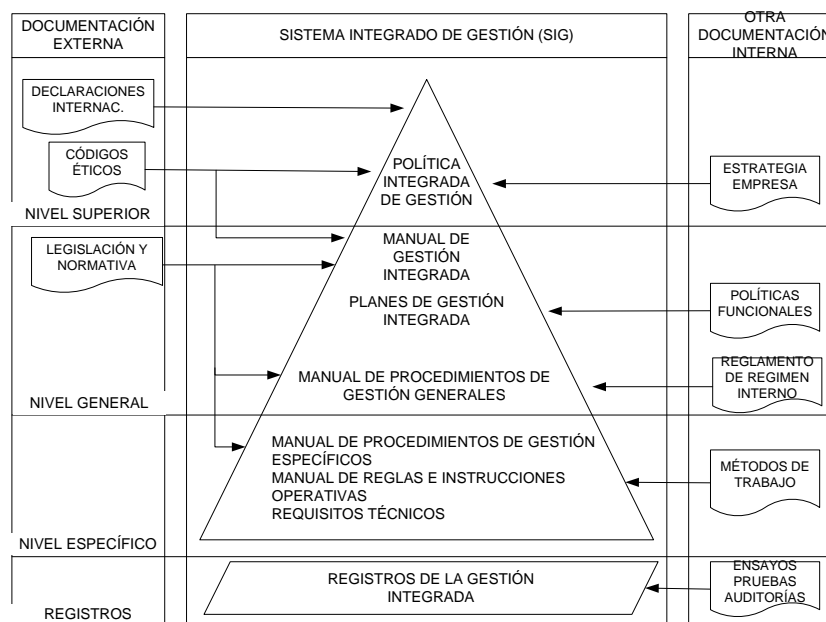 DOCUMENTACIÓN
EXTERNA
SISTEMA INTEGRADO DE GESTIÓN (SIG)
OTRA
DOCUMENTACIÓN
INTERNA
DECLARACIONES
INTERNAC.
CÓDIGOS
ÉTICOS
POLÍTICA
INTEGRADA
DE GESTIÓN
ESTRATEGIA
EMPRESA
NIVEL SUPERIOR
LEGISLACIÓN Y
NORMATIVA
MANUAL DE
GESTIÓN
INTEGRADA
PLANES DE GESTIÓN
INTEGRADA
POLÍTICAS
FUNCIONALES
MANUAL DE PROCEDIMIENTOS DE
GESTIÓN GENERALES
REGLAMENTO
DE REGIMEN
INTERNO
NIVEL GENERAL
MANUAL DE PROCEDIMIENTOS DE GESTIÓN
ESPECÍFICOS
MANUAL DE REGLAS E INSTRUCCIONES
OPERATIVAS
REQUISITOS TÉCNICOS
MÉTODOS DE
TRABAJO
NIVEL ESPECÍFICO
REGISTROS DE LA GESTIÓN
INTEGRADA
ENSAYOS
PRUEBAS
AUDITORÍAS
REGISTROS